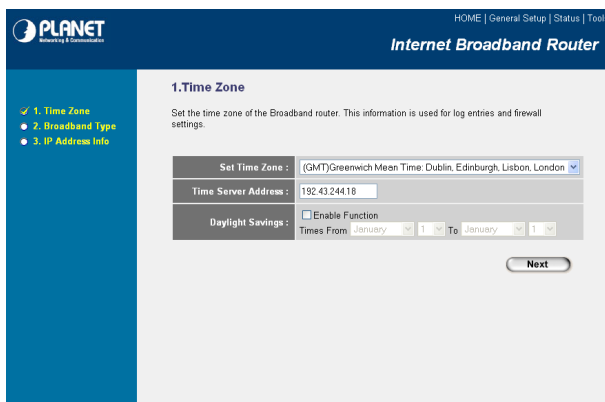 PLANET
Networking & Communication
HOME | General Setup | Status | Tool
Internet Broadband Router
1. Time Zone
2. Broadband Type
3. IP Address Info
1.Time Zone
Set the time zone of the Broadband router. This information is used for log entries and firewall
settings.
Set Time Zone : (GMT)Greenwich Mean Time: Dublin, Edinburgh, Lisbon, London
Time Server Address : 192.43.244.18
Daylight Savings : Enable Function
Times From January 1 To January 1
Next